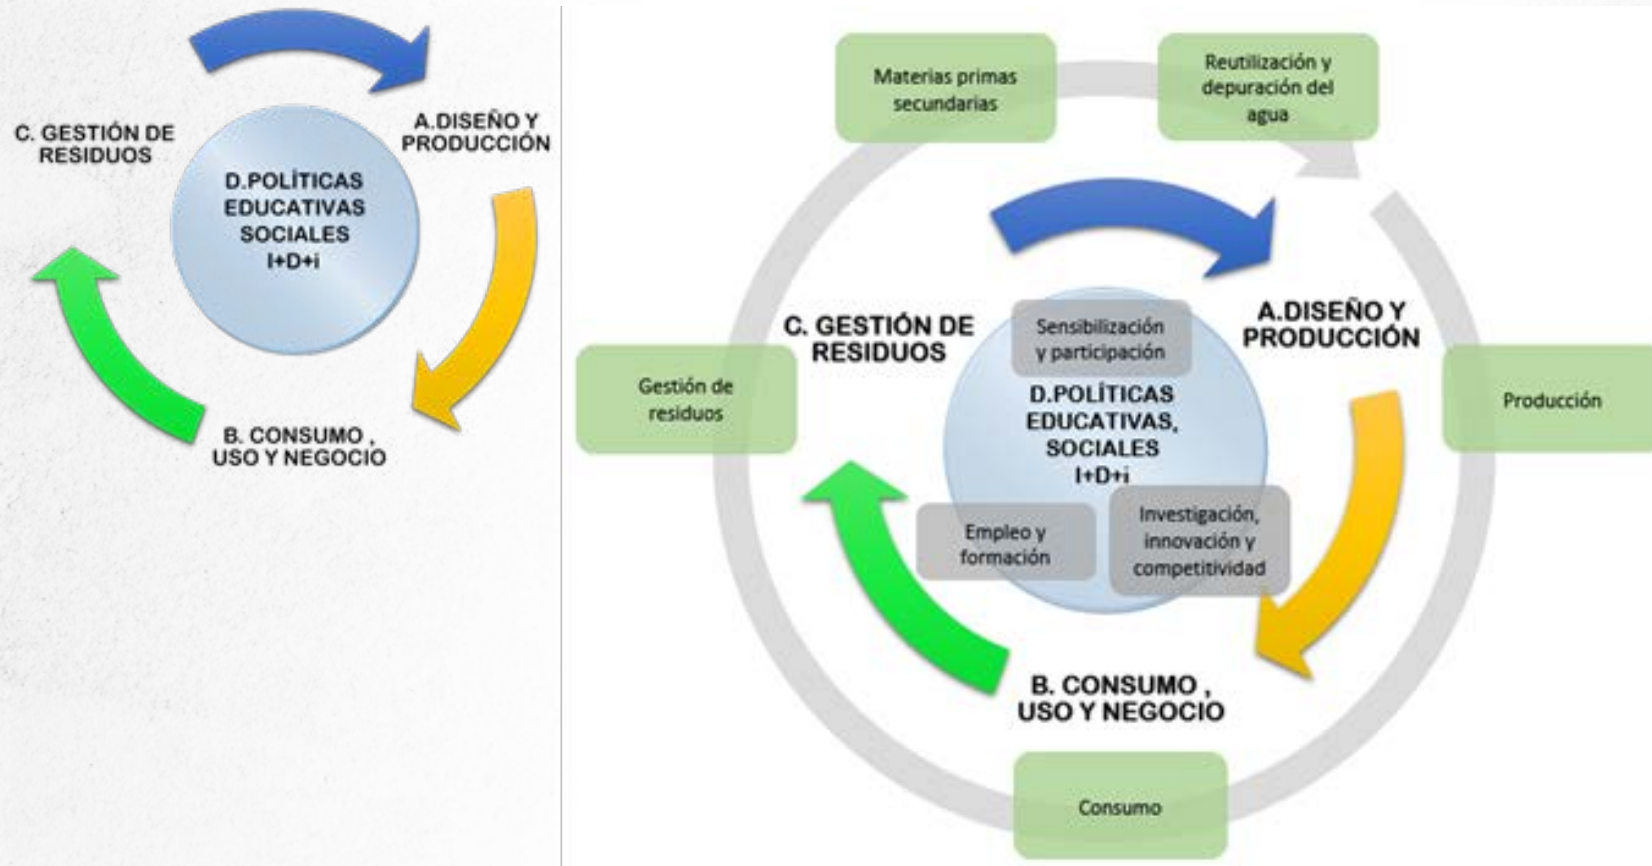 C. GESTIÓN DE
RESIDUOS
A.DISEÑO Y
PRODUCCIÓN
D.POLÍTICAS
EDUCATIVAS
SOCIALES
I+D+i
B. CONSUMO ,
USO Y NEGOCIO
Materias primas
secundarias
Reutilización y
depuración del
agua
C. GESTIÓN DE
RESIDUOS
Sensibilización
y participación
A.DISEÑO Y
PRODUCCIÓN
Gestión de
residuos
D.POLÍTICAS
EDUCATIVAS,
SOCIALES
I+D+i
Producción
Empleo y
formación
Investigación,
innovación y
competitividad
B. CONSUMO ,
USO Y NEGOCIO
Consumo